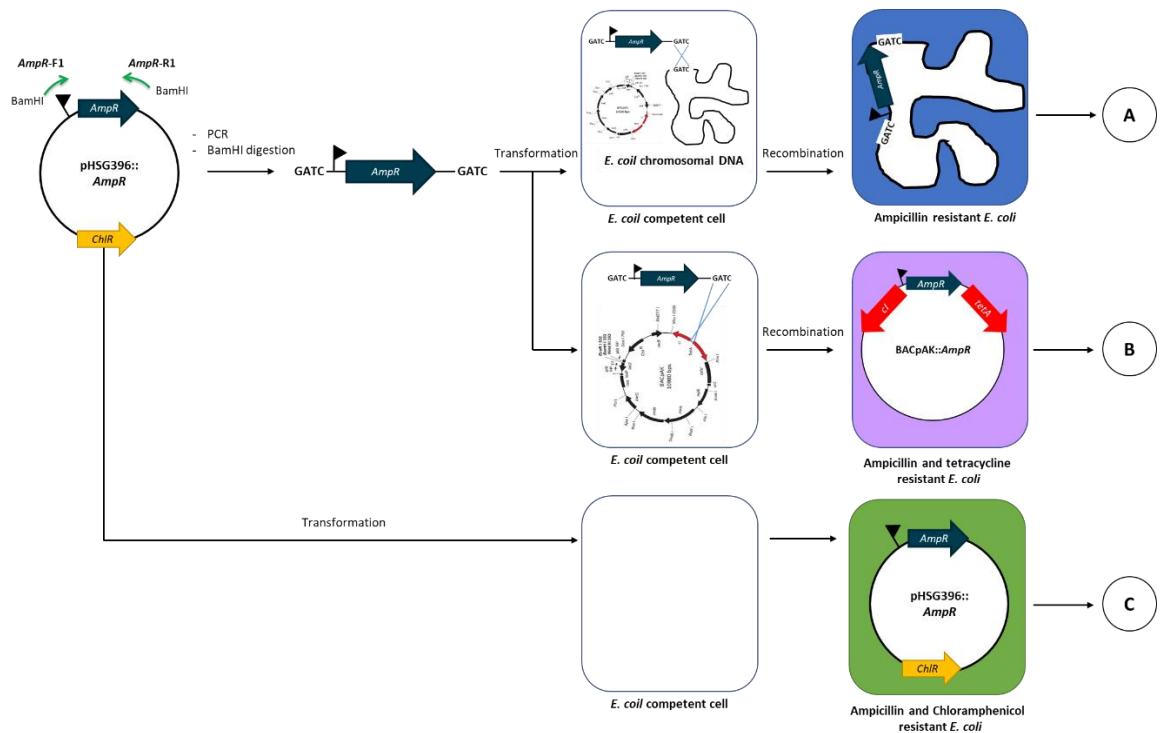 AmpR-F1
AmpR-R1
BamHI
BamHI
AmpR
pHSG396::
AmpR
ChlR
- PCR
- BamHI digestion
GATC
AmpR
GATC
Transformation
GATC
AmpR
GATC
GATC
E. coil chromosomal DNA
E. coil competent cell
Recombination
GATC
AmpR
GATC
Ampicillin resistant E. coli
A
GATC
AmpR
GATC
BACpAK
E. coil competent cell
Recombination
AmpR
cI
tetA
BACpAK::AmpR
Ampicillin and tetracycline
resistant E. coli
B
Transformation
E. coil competent cell
AmpR
pHSG396::
AmpR
ChlR
Ampicillin and Chloramphenicol
resistant E. coli
C